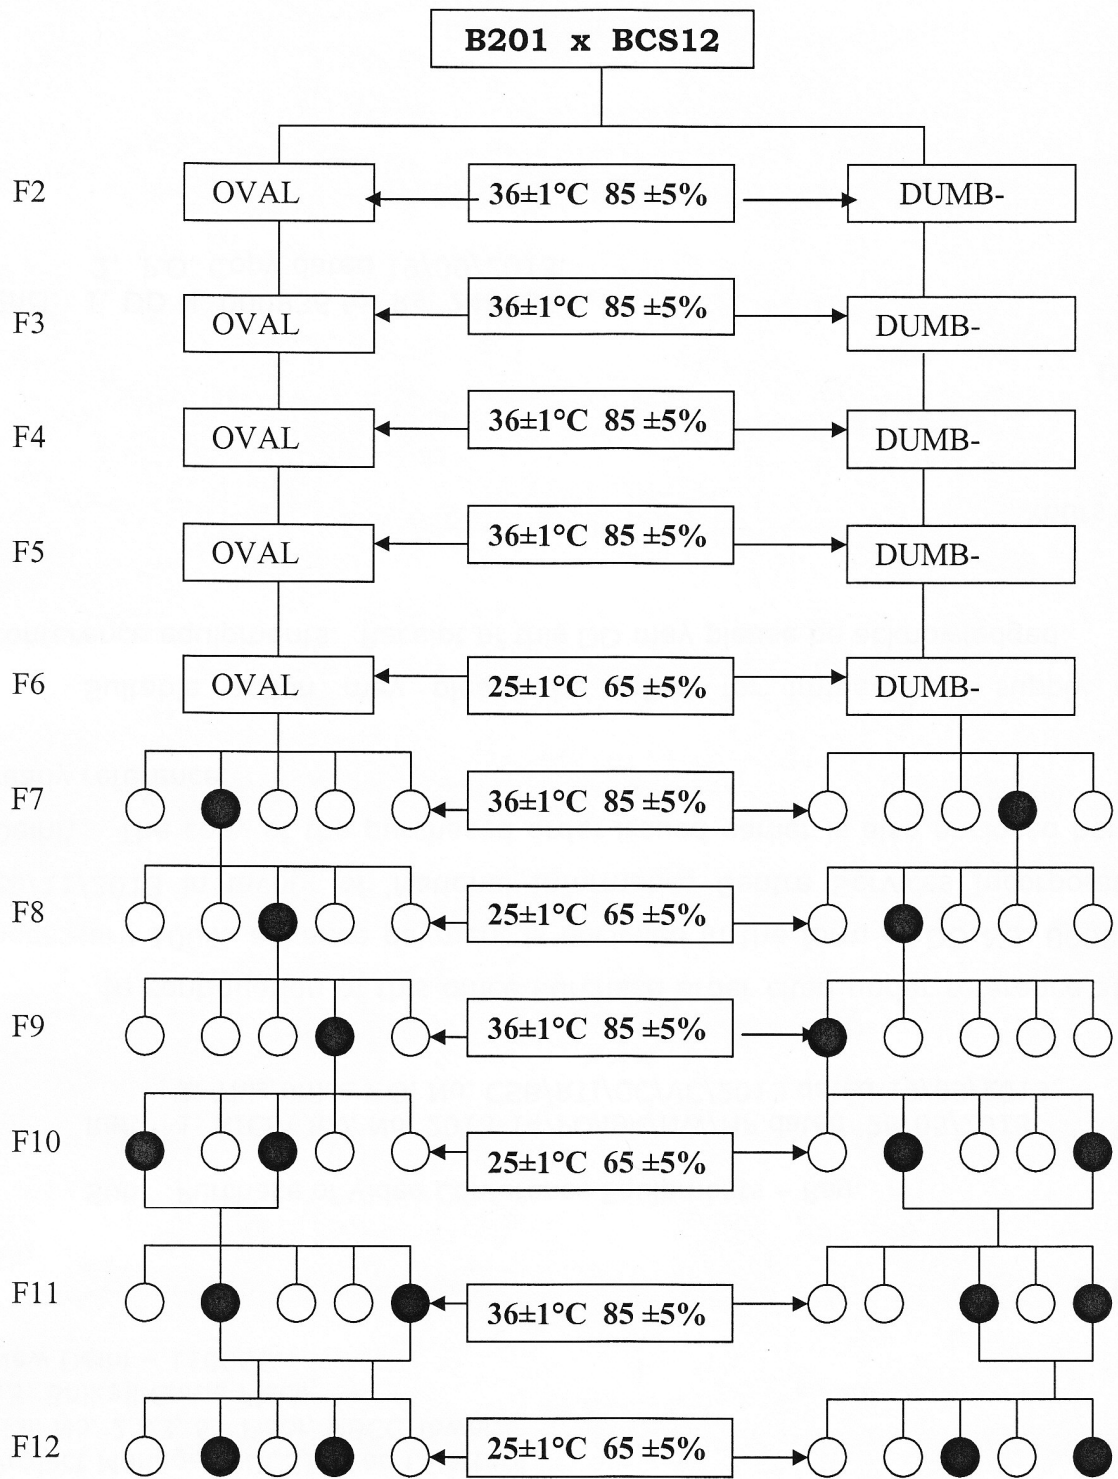 B201 x BCS12
F2 OVAL 36±1°C 85 ±5% DUMB-
F3 OVAL 36±1°C 85 ±5% DUMB-
F4 OVAL 36±1°C 85 ±5% DUMB-
F5 OVAL 36±1°C 85 ±5% DUMB-
F6 OVAL 25±1°C 65 ±5% DUMB-
F7 36±1°C 85 ±5%
F8 25±1°C 65 ±5%
F9 36±1°C 85 ±5%
F10 25±1°C 65 ±5%
F11 36±1°C 85 ±5%
F12 25±1°C 65 ±5%